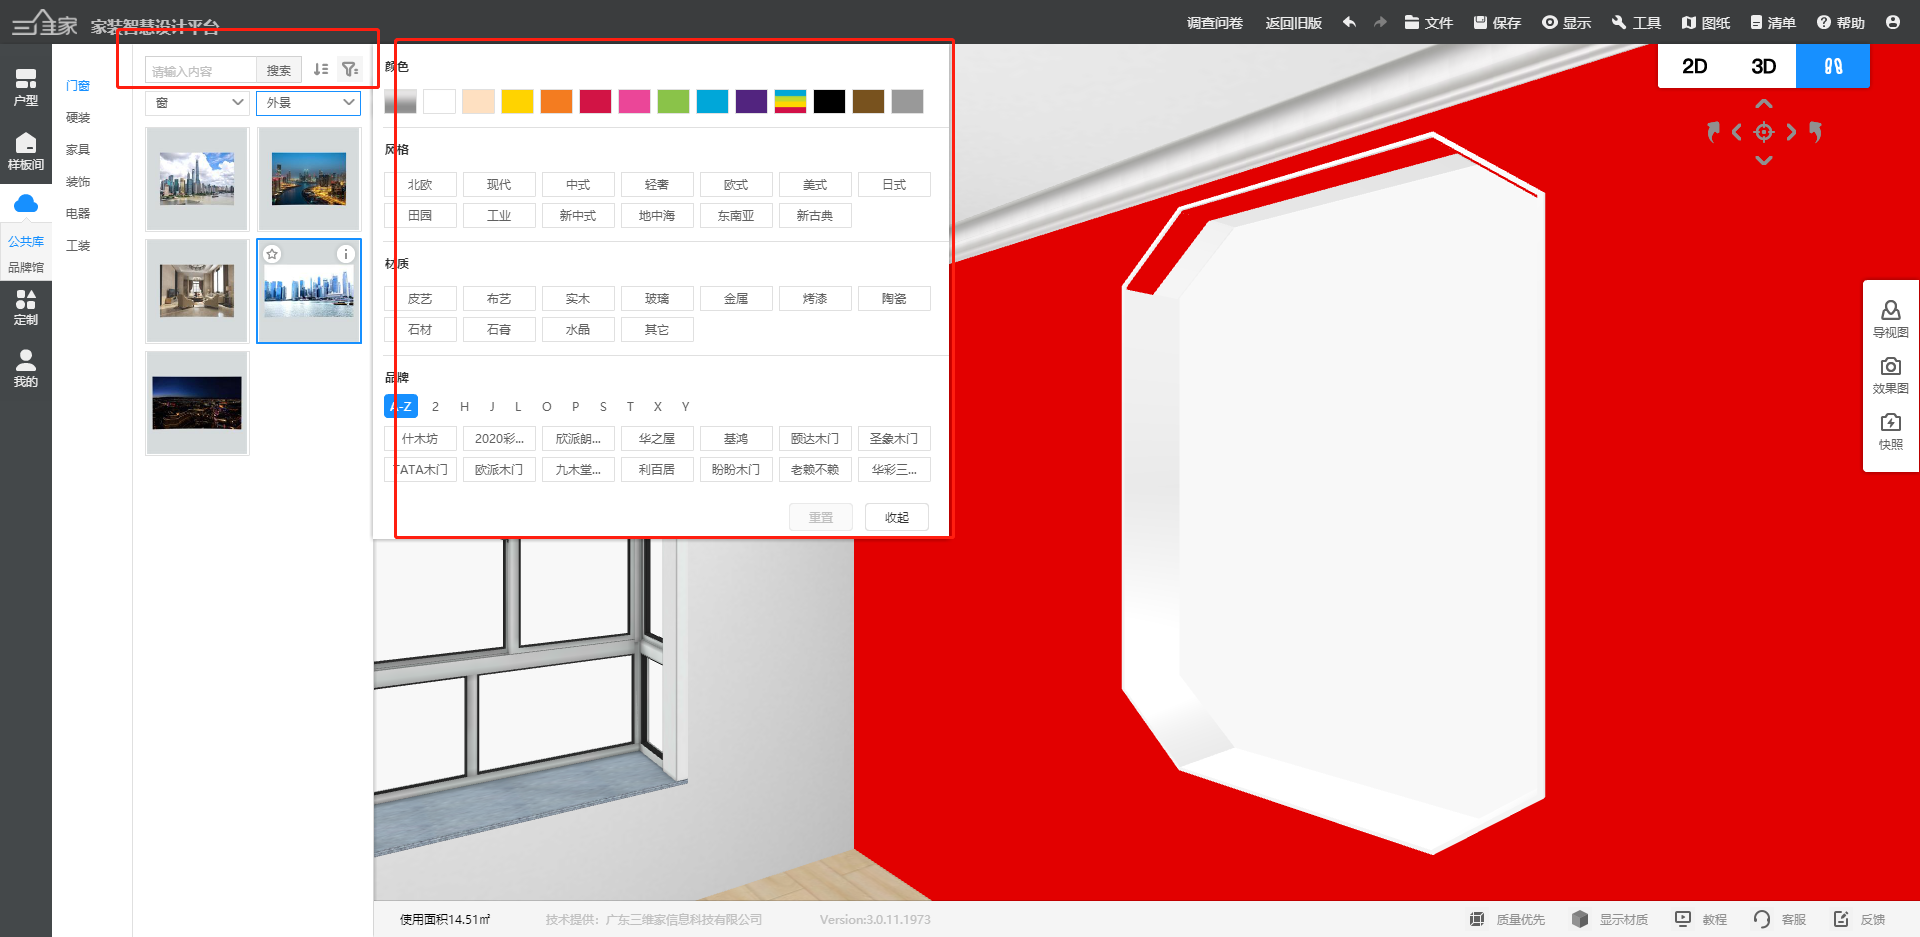 三维家 家装智慧设计平台
调查问卷 返回旧版 文件 保存 显示 工具 图纸 清单 帮助
户型
样板间
公共库
品牌馆
定制
我的
门窗
硬装
家具
装饰
电器
工装
请输入内容 搜索
窗 外景
颜色
风格
北欧 现代 中式 轻奢 欧式 美式 日式
田园 工业 新中式 地中海 东南亚 新古典
材质
皮艺 布艺 实木 玻璃 金属 烤漆 陶瓷
石材 石膏 水晶 其它
品牌
A-Z 2 H J L O P S T X Y
什木坊 2020彩... 欣派朗... 华之屋 基鸿 颐达木门 圣象木门
TATA木门 欧派木门 九木堂... 利百居 盼盼木门 老赖不赖 华彩三...
重置 收起
2D 3D
导视图
效果图
快照
使用面积14.51㎡ 技术提供：广东三维家信息科技有限公司 Version:3.0.11.1973
质量优先 显示材质 教程 客服 反馈